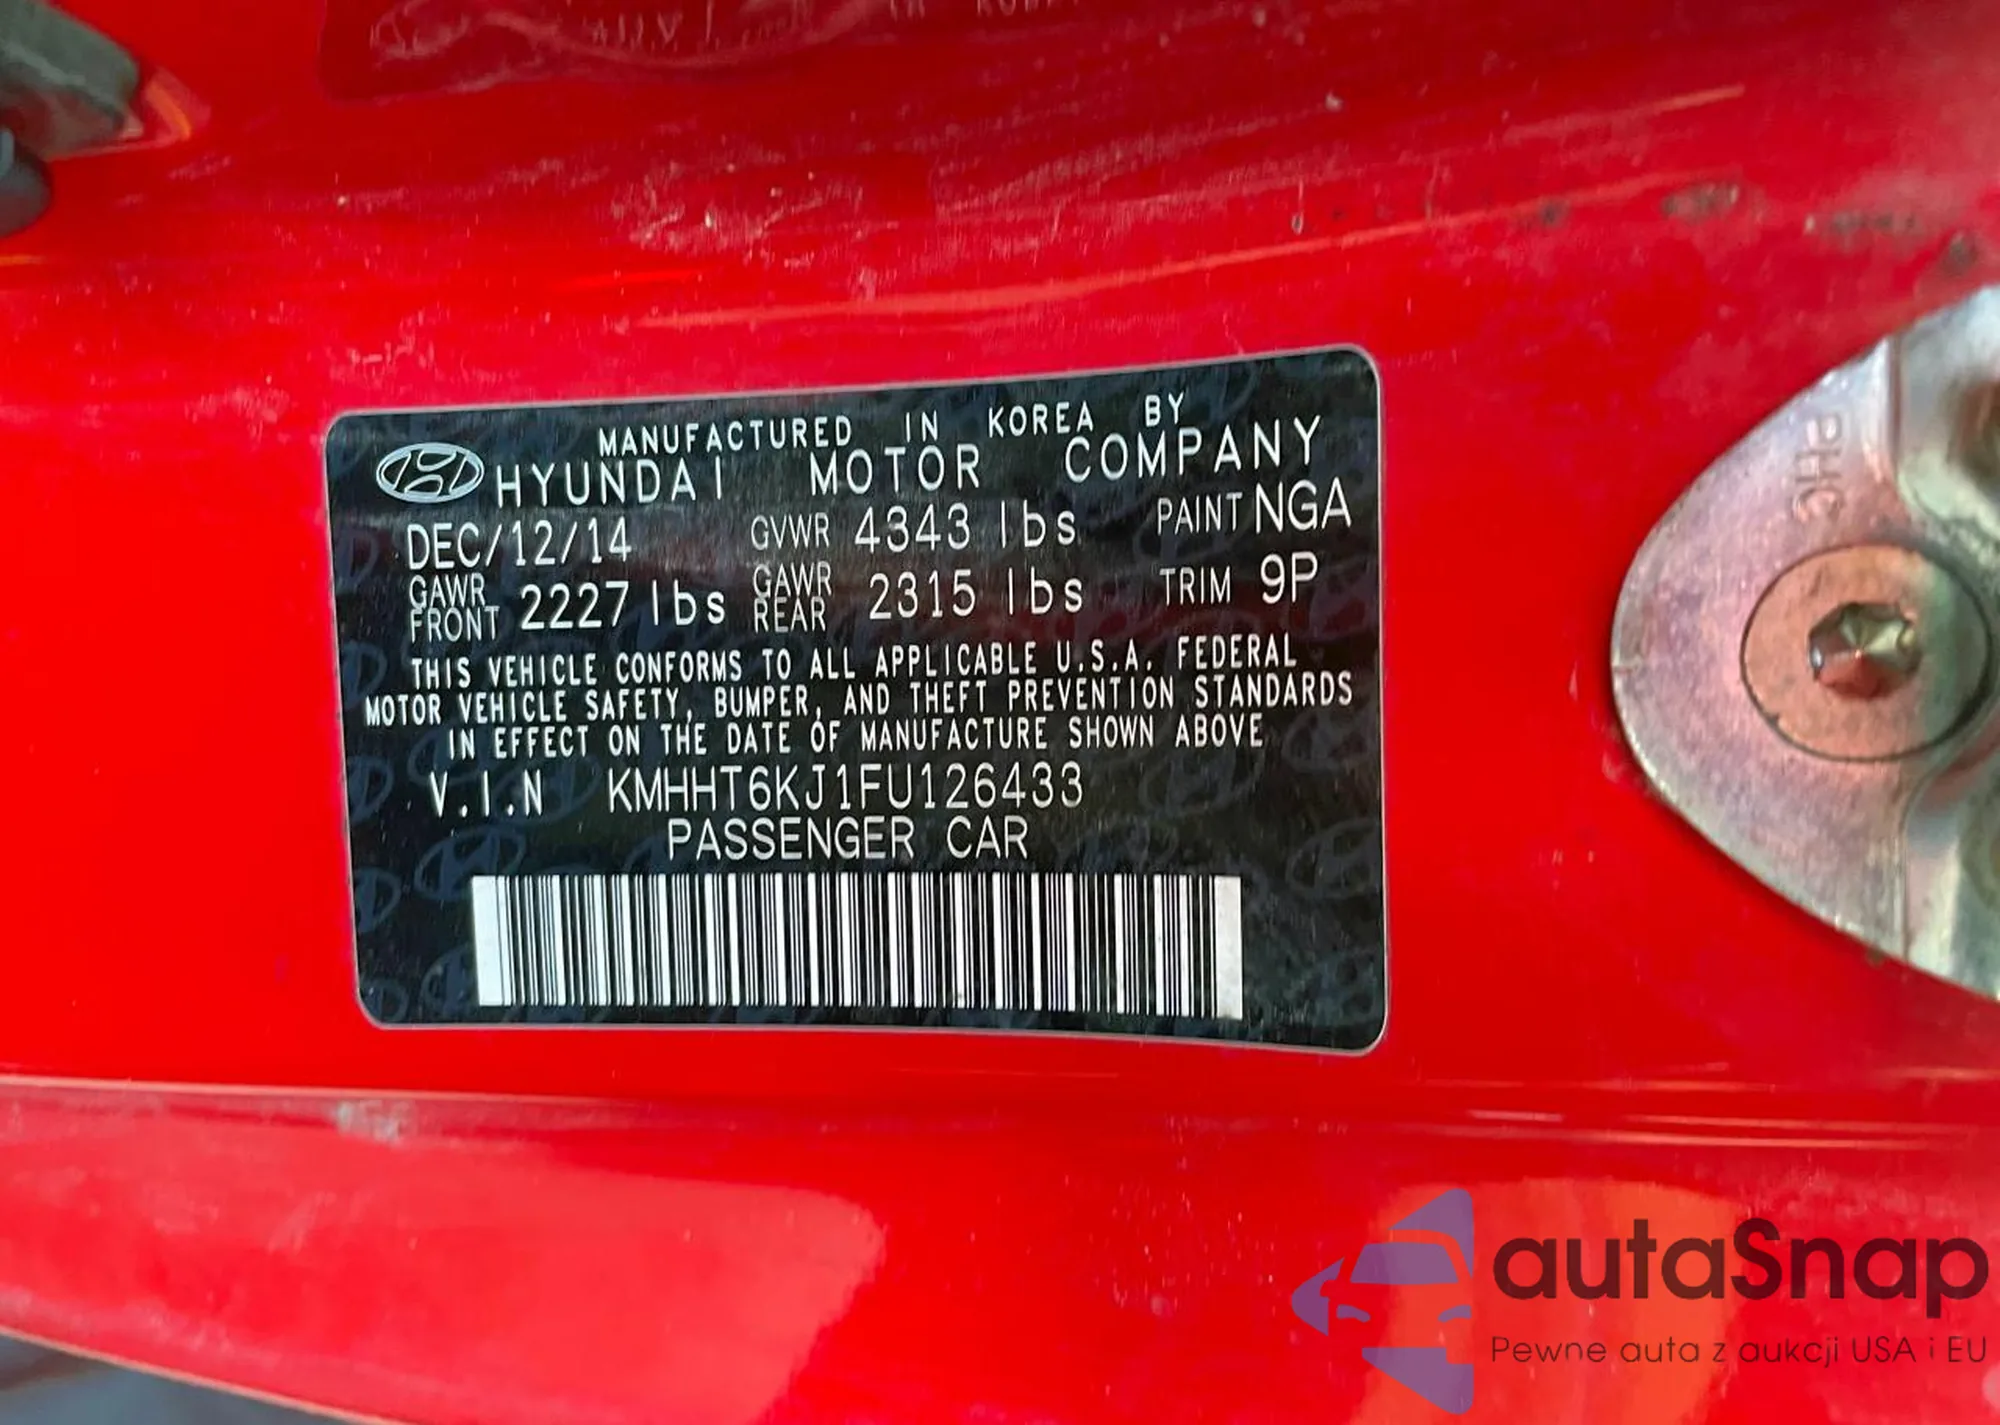 MANUFACTURED IN KOREA BY
HYUNDAI MOTOR COMPANY
DEC/12/14 GVWR 4343 lbs PAINT NGA
GAWR FRONT 2227 lbs GAWR REAR 2315 lbs TRIM 9P
THIS VEHICLE CONFORMS TO ALL APPLICABLE U.S.A. FEDERAL
MOTOR VEHICLE SAFETY, BUMPER, AND THEFT PREVENTION STANDARDS
IN EFFECT ON THE DATE OF MANUFACTURE SHOWN ABOVE
V.I.N KMHHT6KJ1FU126433
PASSENGER CAR
PHC
autaSnap
Pewne auta z aukcji USA i EU